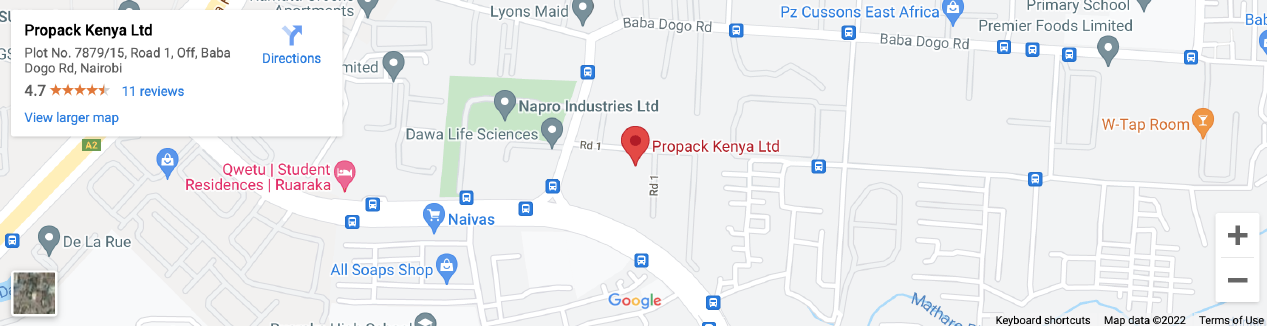 Propack Kenya Ltd
Plot No. 7879/15, Road 1, Off, Baba
Dogo Rd, Nairobi
4.7
11 reviews
View larger map
Directions
Apartments
Lyons Maid
Baba Dogo Rd
Pz Cussons East Africa
Primary School
Premier Foods Limited
Baba Dogo Rd
Napro Industries Ltd
Dawa Life Sciences
Rd 1
Propack Kenya Ltd
Rd 1
W-Tap Room
A2
Qwetu | Student
Residences | Ruaraka
Naivas
De La Rue
All Soaps Shop
Google
Keyboard shortcuts
Map data ©2022
Terms of Use